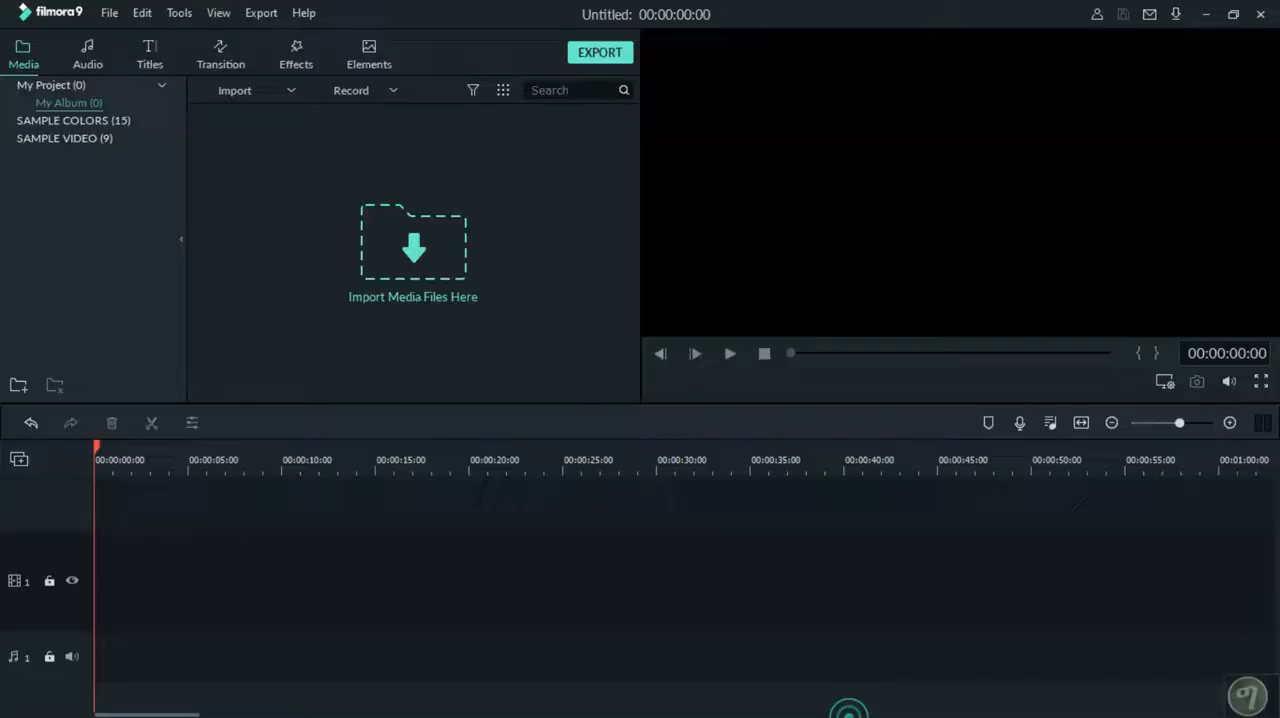 filmora9 File Edit Tools View Export Help Untitled: 00:00:00:00
Media Audio Titles Transition Effects Elements EXPORT
My Project (0) Import Record Search
My Album (0)
SAMPLE COLORS (15)
SAMPLE VIDEO (9)
Import Media Files Here
{ } 00:00:00:00
00:00:00:00 00:00:05:00 00:00:10:00 00:00:15:00 00:00:20:00 00:00:25:00 00:00:30:00 00:00:35:00 00:00:40:00 00:00:45:00 00:00:50:00 00:00:55:00 00:01:00:00
1
1